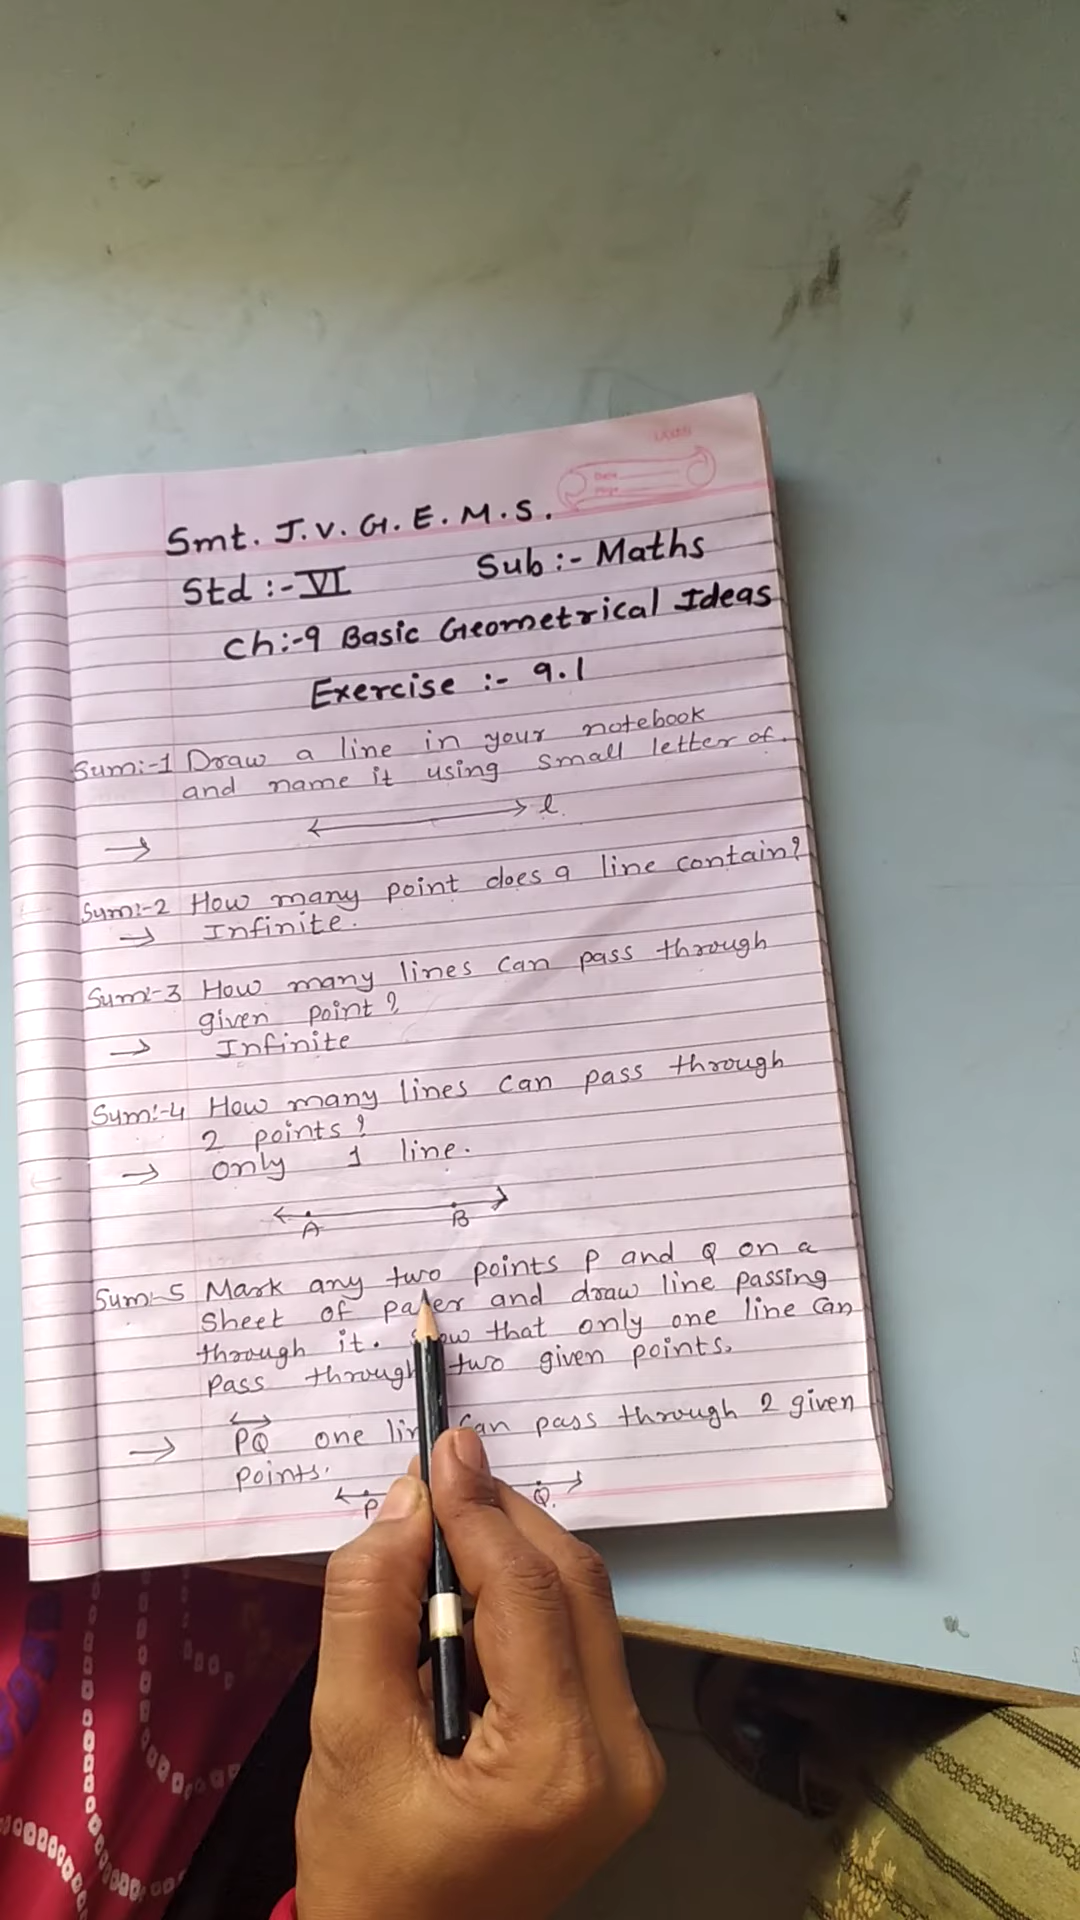 Smt. J.V.G.E.M.S.
Std :- VI Sub :- Maths
Ch:-9 Basic Geometrical Ideas
Exercise :- 9.1
Sum:-1 Draw a line in your notebook
and name it using small letter of.
→ l.
Sum:-2 How many point does a line contain?
→ Infinite.
Sum:-3 How many lines can pass through
given point?
→ Infinite
Sum:-4 How many lines can pass through
2 points?
→ only 1 line.
A B
Sum:-5 Mark any two points P and Q on a
Sheet of paper and draw line passing
through it. that only one line can
pass through two given points.
→ PQ one can pass through 2 given
points.
P Q.